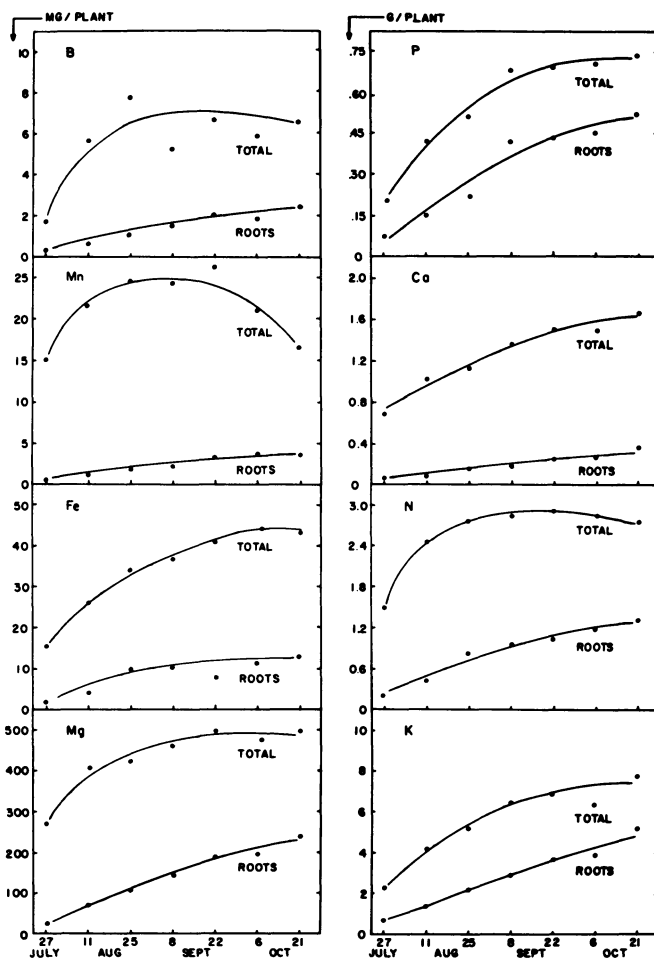 MG/PLANT
B
10
8
6
4
2
0
TOTAL
ROOTS
Mn
25
20
15
10
5
0
TOTAL
ROOTS
Fe
50
40
30
20
10
0
TOTAL
ROOTS
Mg
500
400
300
200
100
0
TOTAL
ROOTS
27 11 25 8 22 6 21
JULY AUG SEPT OCT
G/PLANT
P
.75
.60
.45
.30
.15
0
TOTAL
ROOTS
Ca
2.0
1.6
1.2
0.8
0.4
0
TOTAL
ROOTS
N
3.0
2.4
1.8
1.2
0.6
0
TOTAL
ROOTS
K
10
8
6
4
2
0
TOTAL
ROOTS
27 11 25 8 22 6 21
JULY AUG SEPT OCT